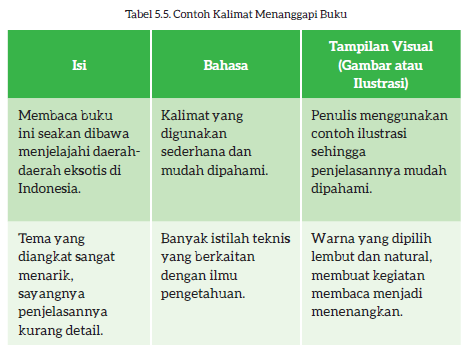 Tabel 5.5. Contoh Kalimat Menanggapi Buku
Isi
Bahasa
Tampilan Visual
(Gambar atau
Ilustrasi)
Membaca buku
ini seakan dibawa
menjelajahi daerah-
daerah eksotis di
Indonesia.
Kalimat yang
digunakan
sederhana dan
mudah dipahami.
Penulis menggunakan
contoh ilustrasi
sehingga
penjelasannya mudah
dipahami.
Tema yang
diangkat sangat
menarik,
sayangnya
penjelasannya
kurang detail.
Banyak istilah teknis
yang berkaitan
dengan ilmu
pengetahuan.
Warna yang dipilih
lembut dan natural,
membuat kegiatan
membaca menjadi
menenangkan.